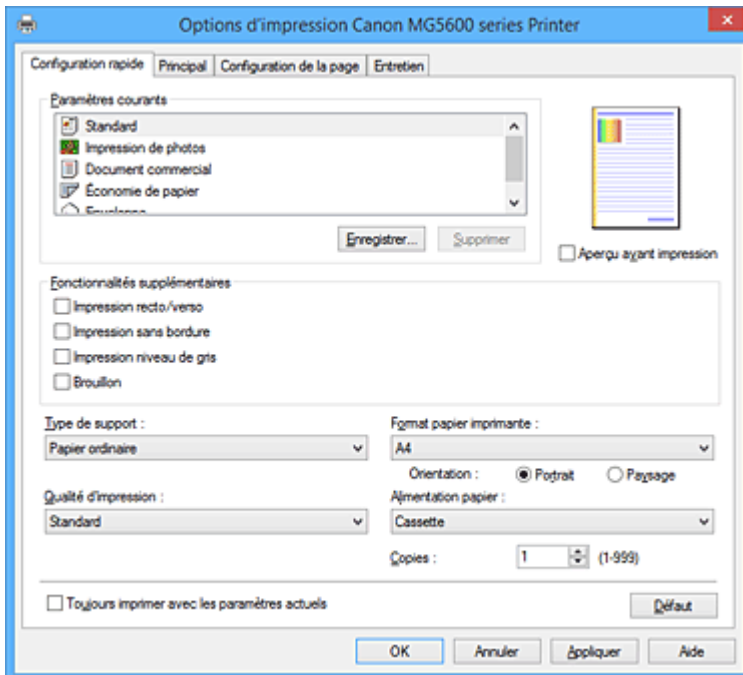 Options d'impression Canon MG5600 series Printer
Configuration rapide Principal Configuration de la page Entretien
Paramètres courants
Standard
Impression de photos
Document commercial
Économie de papier
Enregistrer... Supprimer
Aperçu avant impression
Fonctionnalités supplémentaires
Impression recto/verso
Impression sans bordure
Impression niveau de gris
Brouillon
Type de support : Format papier imprimante :
Papier ordinaire A4
Orientation : Portrait Paysage
Qualité d'impression : Alimentation papier :
Standard Cassette
Copies : 1 (1-999)
Toujours imprimer avec les paramètres actuels Défaut
OK Annuler Appliquer Aide